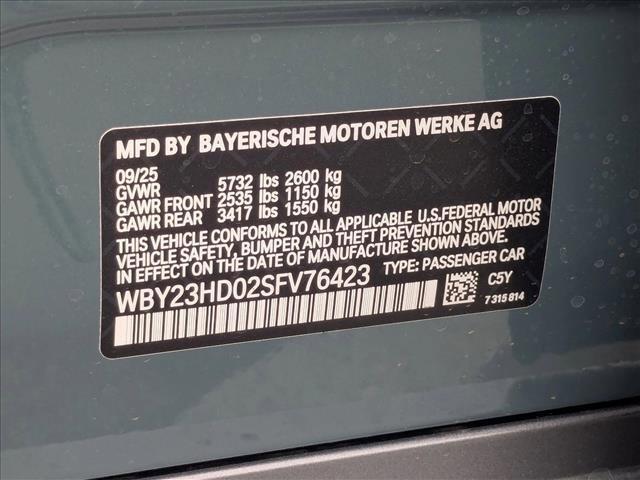 MFD BY BAYERISCHE MOTOREN WERKE AG
09/25
GVWR 5732 lbs 2600 kg
GAWR FRONT 2535 lbs 1150 kg
GAWR REAR 3417 lbs 1550 kg
THIS VEHICLE CONFORMS TO ALL APPLICABLE U.S.FEDERAL MOTOR
VEHICLE SAFETY, BUMPER AND THEFT PREVENTION STANDARDS
IN EFFECT ON THE DATE OF MANUFACTURE SHOWN ABOVE.
WBY23HD02SFV76423 TYPE: PASSENGER CAR
C5Y
7 315 814